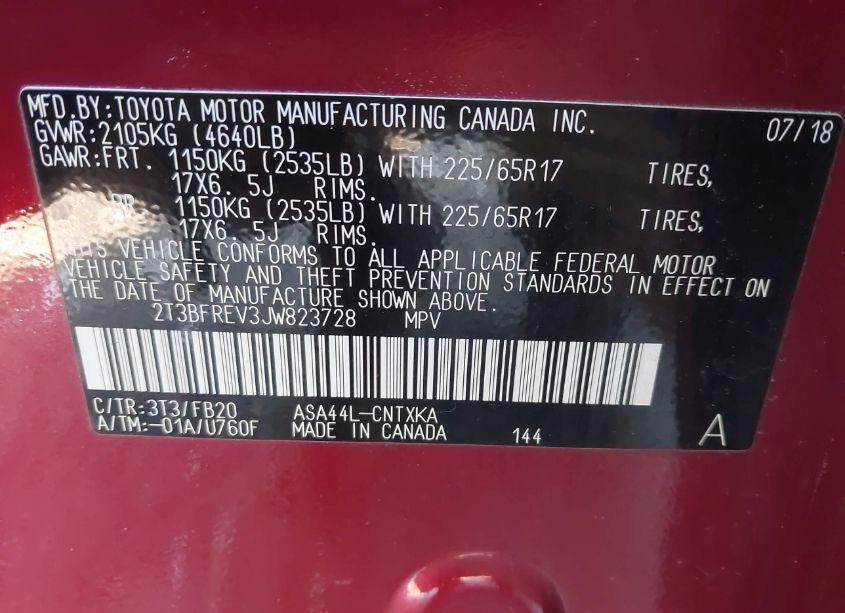 MFD.BY:TOYOTA MOTOR MANUFACTURING CANADA INC. 07/18
GVWR:2105KG (4640LB)
GAWR:FRT. 1150KG (2535LB) WITH 225/65R17 TIRES,
17X6. 5J RIMS.
RR. 1150KG (2535LB) WITH 225/65R17 TIRES,
17X6. 5J RIMS.
THIS VEHICLE CONFORMS TO ALL APPLICABLE FEDERAL MOTOR
VEHICLE SAFETY AND THEFT PREVENTION STANDARDS IN EFFECT ON
THE DATE OF MANUFACTURE SHOWN ABOVE.
2T3BFREV3JW823728 MPV
C/TR:3T3/FB20 ASA44L-CNTXKA
A/TM:-01A/U760F MADE IN CANADA 144 A